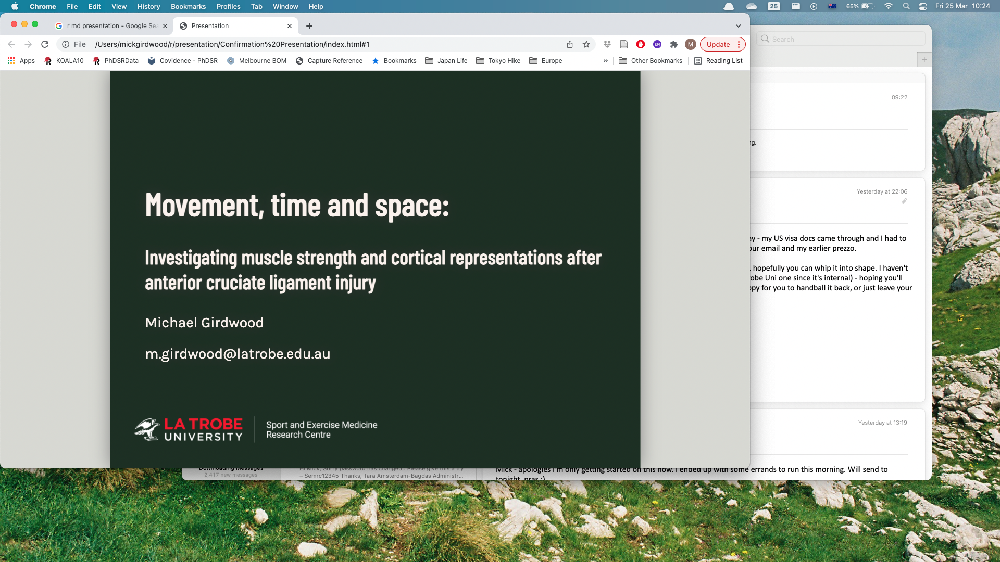 Chrome File Edit View History Bookmarks Profiles Tab Window Help
25 65% Fri 25 Mar 10:24
r md presentation - Google Sea
Presentation
File /Users/mickgirdwood/r/presentation/Confirmation%20Presentation/index.html#1
EN M Update
Apps KOALA10 PhDSRData Covidence - PhDSR Melbourne BOM Capture Reference Bookmarks Japan Life Tokyo Hike Europe » Other Bookmarks Reading List
Movement, time and space:
Investigating muscle strength and cortical representations after
anterior cruciate ligament injury
Michael Girdwood
m.girdwood@latrobe.edu.au
LA TROBE
UNIVERSITY
Sport and Exercise Medicine
Research Centre
Search
09:22
ng.
Yesterday at 22:06
ay - my US visa docs came through and I had to
our email and my earlier prezzo.
, hopefully you can whip it into shape. I haven't
obe Uni one since it's internal) - hoping you'll
ppy for you to handball it back, or just leave your
Yesterday at 13:19
Mick - apologies I'm only getting started on this now. I ended up with some errands to run this morning. Will send to
tonight, pras :)
Downloading Messages
2,417 new messages
Hi Mick, Sorry password has changed.. Please give this a try
– Semrc12345 Thanks, Tara Amsterdam-Bagdas Administr...